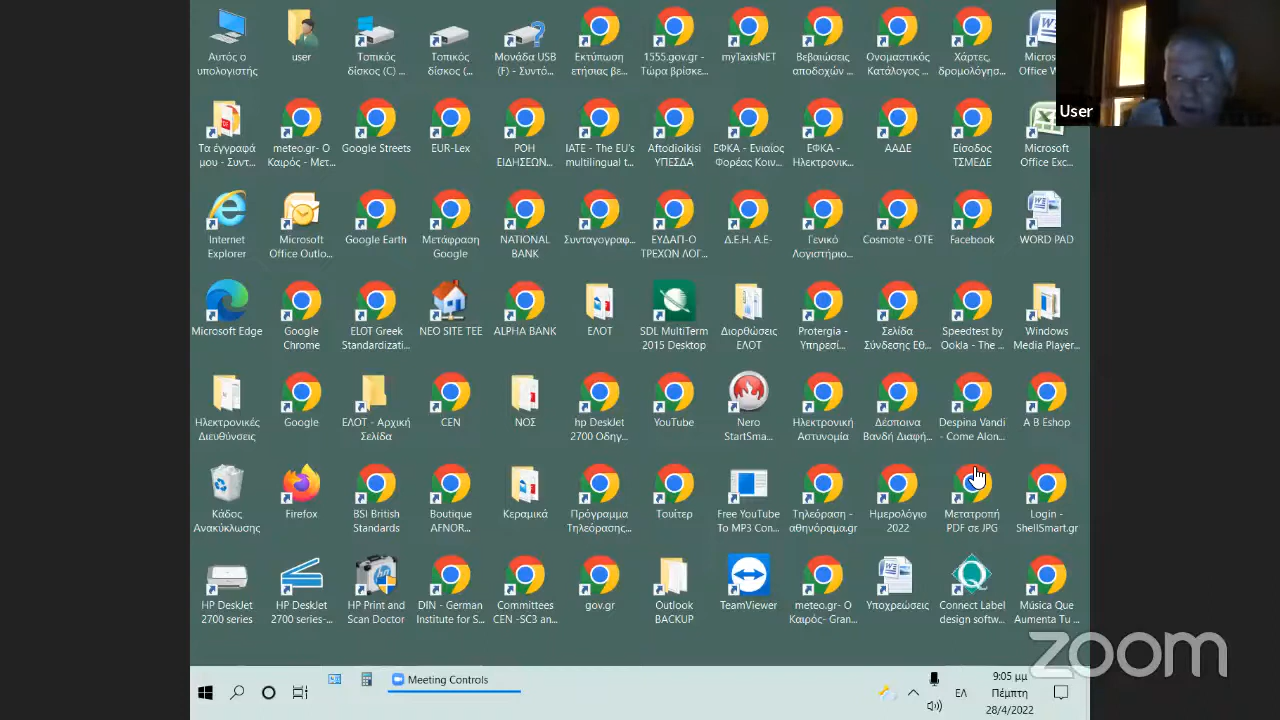 Αυτός ο
υπολογιστής
user
Τοπικός
δίσκος (C) ...
Τοπικός
δίσκος (...
Μονάδα USB
(F) - Συντό...
Εκτύπωση
ετήσιας βε...
1555.gov.gr -
Τώρα βρίσκε...
myTaxisNET
Βεβαιώσεις
αποδοχών ...
Ονομαστικός
Κατάλογος ...
Χάρτες,
δρομολόγησ...
Office W
User
Τα έγγραφά
μου - Συντ...
meteo.gr- Ο
Καιρός - Μετ...
Google Streets
EUR-Lex
ΡΟΗ
ΕΙΔΗΣΕΩΝ...
IATE - The EU's
multilingual t...
Aftodioikisi
ΥΠΕΣΔΑ
ΕΦΚΑ - Ενιαίος
Φορέας Κοιν...
ΕΦΚΑ -
Ηλεκτρονικ...
ΑΑΔΕ
Είσοδος
ΤΣΜΕΔΕ
Microsoft
Office Exc...
Internet
Explorer
Microsoft
Office Outlo...
Google Earth
Μετάφραση
Google
NATIONAL
BANK
Συνταγογραφ...
ΕΥΔΑΠ-Ο
ΤΡΕΧΩΝ ΛΟΓ...
Δ.Ε.Η. Α.Ε-
Γενικό
Λογιστήριο...
Cosmote - OTE
Facebook
WORD PAD
Microsoft Edge
Google
Chrome
ELOT Greek
Standardizati...
ΝΕΟ SITE TEE
ALPHA BANK
ΕΛΟΤ
SDL MultiTerm
2015 Desktop
Διορθώσεις
ΕΛΟΤ
Protergia -
Υπηρεσί...
Σελίδα
Σύνδεσης Εθ...
Speedtest by
Ookla - The ...
Windows
Media Player...
Ηλεκτρονικές
Διευθύνσεις
Google
ΕΛΟΤ - Αρχική
Σελίδα
CEN
ΝΟΣ
hp DeskJet
2700 Οδηγ...
YouTube
Nero
StartSma...
Ηλεκτρονική
Αστυνομία
Δέσποινα
Βανδή Διαφή...
Despina Vandi
- Come Alon...
A B Eshop
Κάδος
Ανακύκλωσης
Firefox
BSI British
Standards
Boutique
AFNOR...
Κεραμικά
Πρόγραμμα
Τηλεόρασης...
Τουίτερ
Free YouTube
To MP3 Con...
Τηλεόραση -
αθηνόραμα.gr
Ημερολόγιο
2022
Μετατροπή
PDF σε JPG
Login -
ShellSmart.gr
HP DeskJet
2700 series
HP DeskJet
2700 series-...
HP Print and
Scan Doctor
DIN - German
Institute for S...
Committees
CEN -SC3 an...
gov.gr
Outlook
BACKUP
TeamViewer
meteo.gr- Ο
Καιρός- Gran...
Υποχρεώσεις
Connect Label
design softw...
Música Que
Aumenta Tu ...
zoom
Meeting Controls
ΕΛ
9:05 μμ
Πέμπτη
28/4/2022